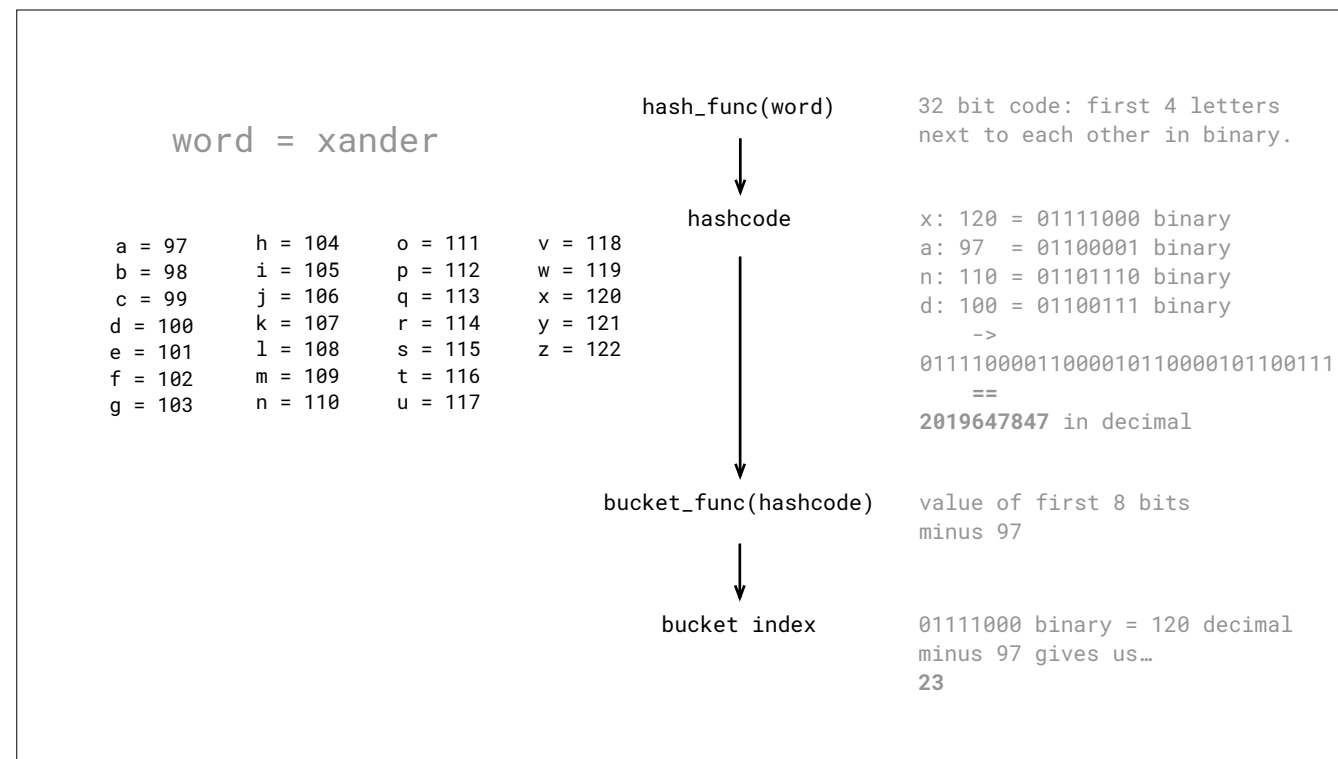 word = xander
a = 97
b = 98
c = 99
d = 100
e = 101
f = 102
g = 103
h = 104
i = 105
j = 106
k = 107
l = 108
m = 109
n = 110
o = 111
p = 112
q = 113
r = 114
s = 115
t = 116
u = 117
v = 118
w = 119
x = 120
y = 121
z = 122
hash_func(word)
hashcode
bucket_func(hashcode)
bucket index
32 bit code: first 4 letters
next to each other in binary.
x: 120 = 01111000 binary
a: 97 = 01100001 binary
n: 110 = 01101110 binary
d: 100 = 01100111 binary
->
01111000011000010110000101100111
==
2019647847 in decimal
value of first 8 bits
minus 97
01111000 binary = 120 decimal
minus 97 gives us…
23